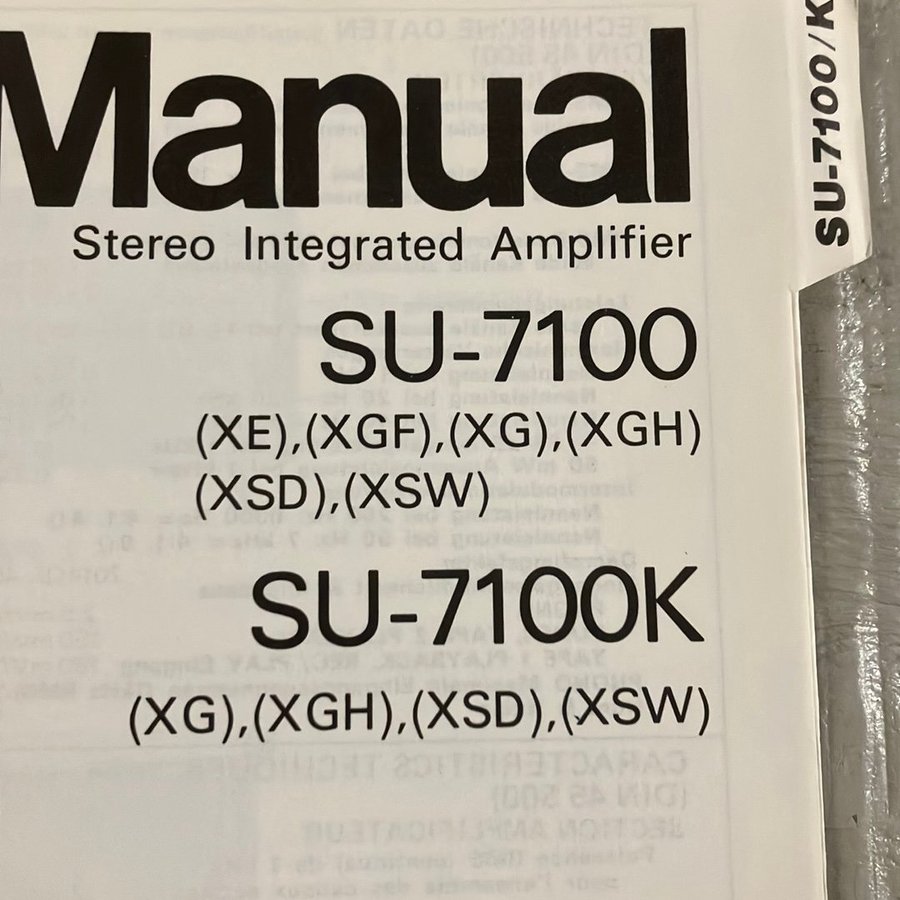 Manual
Stereo Integrated Amplifier
SU-7100
(XE),(XGF),(XG),(XGH)
(XSD),(XSW)
SU-7100K
(XG),(XGH),(XSD),(XSW)
SU-7100/K